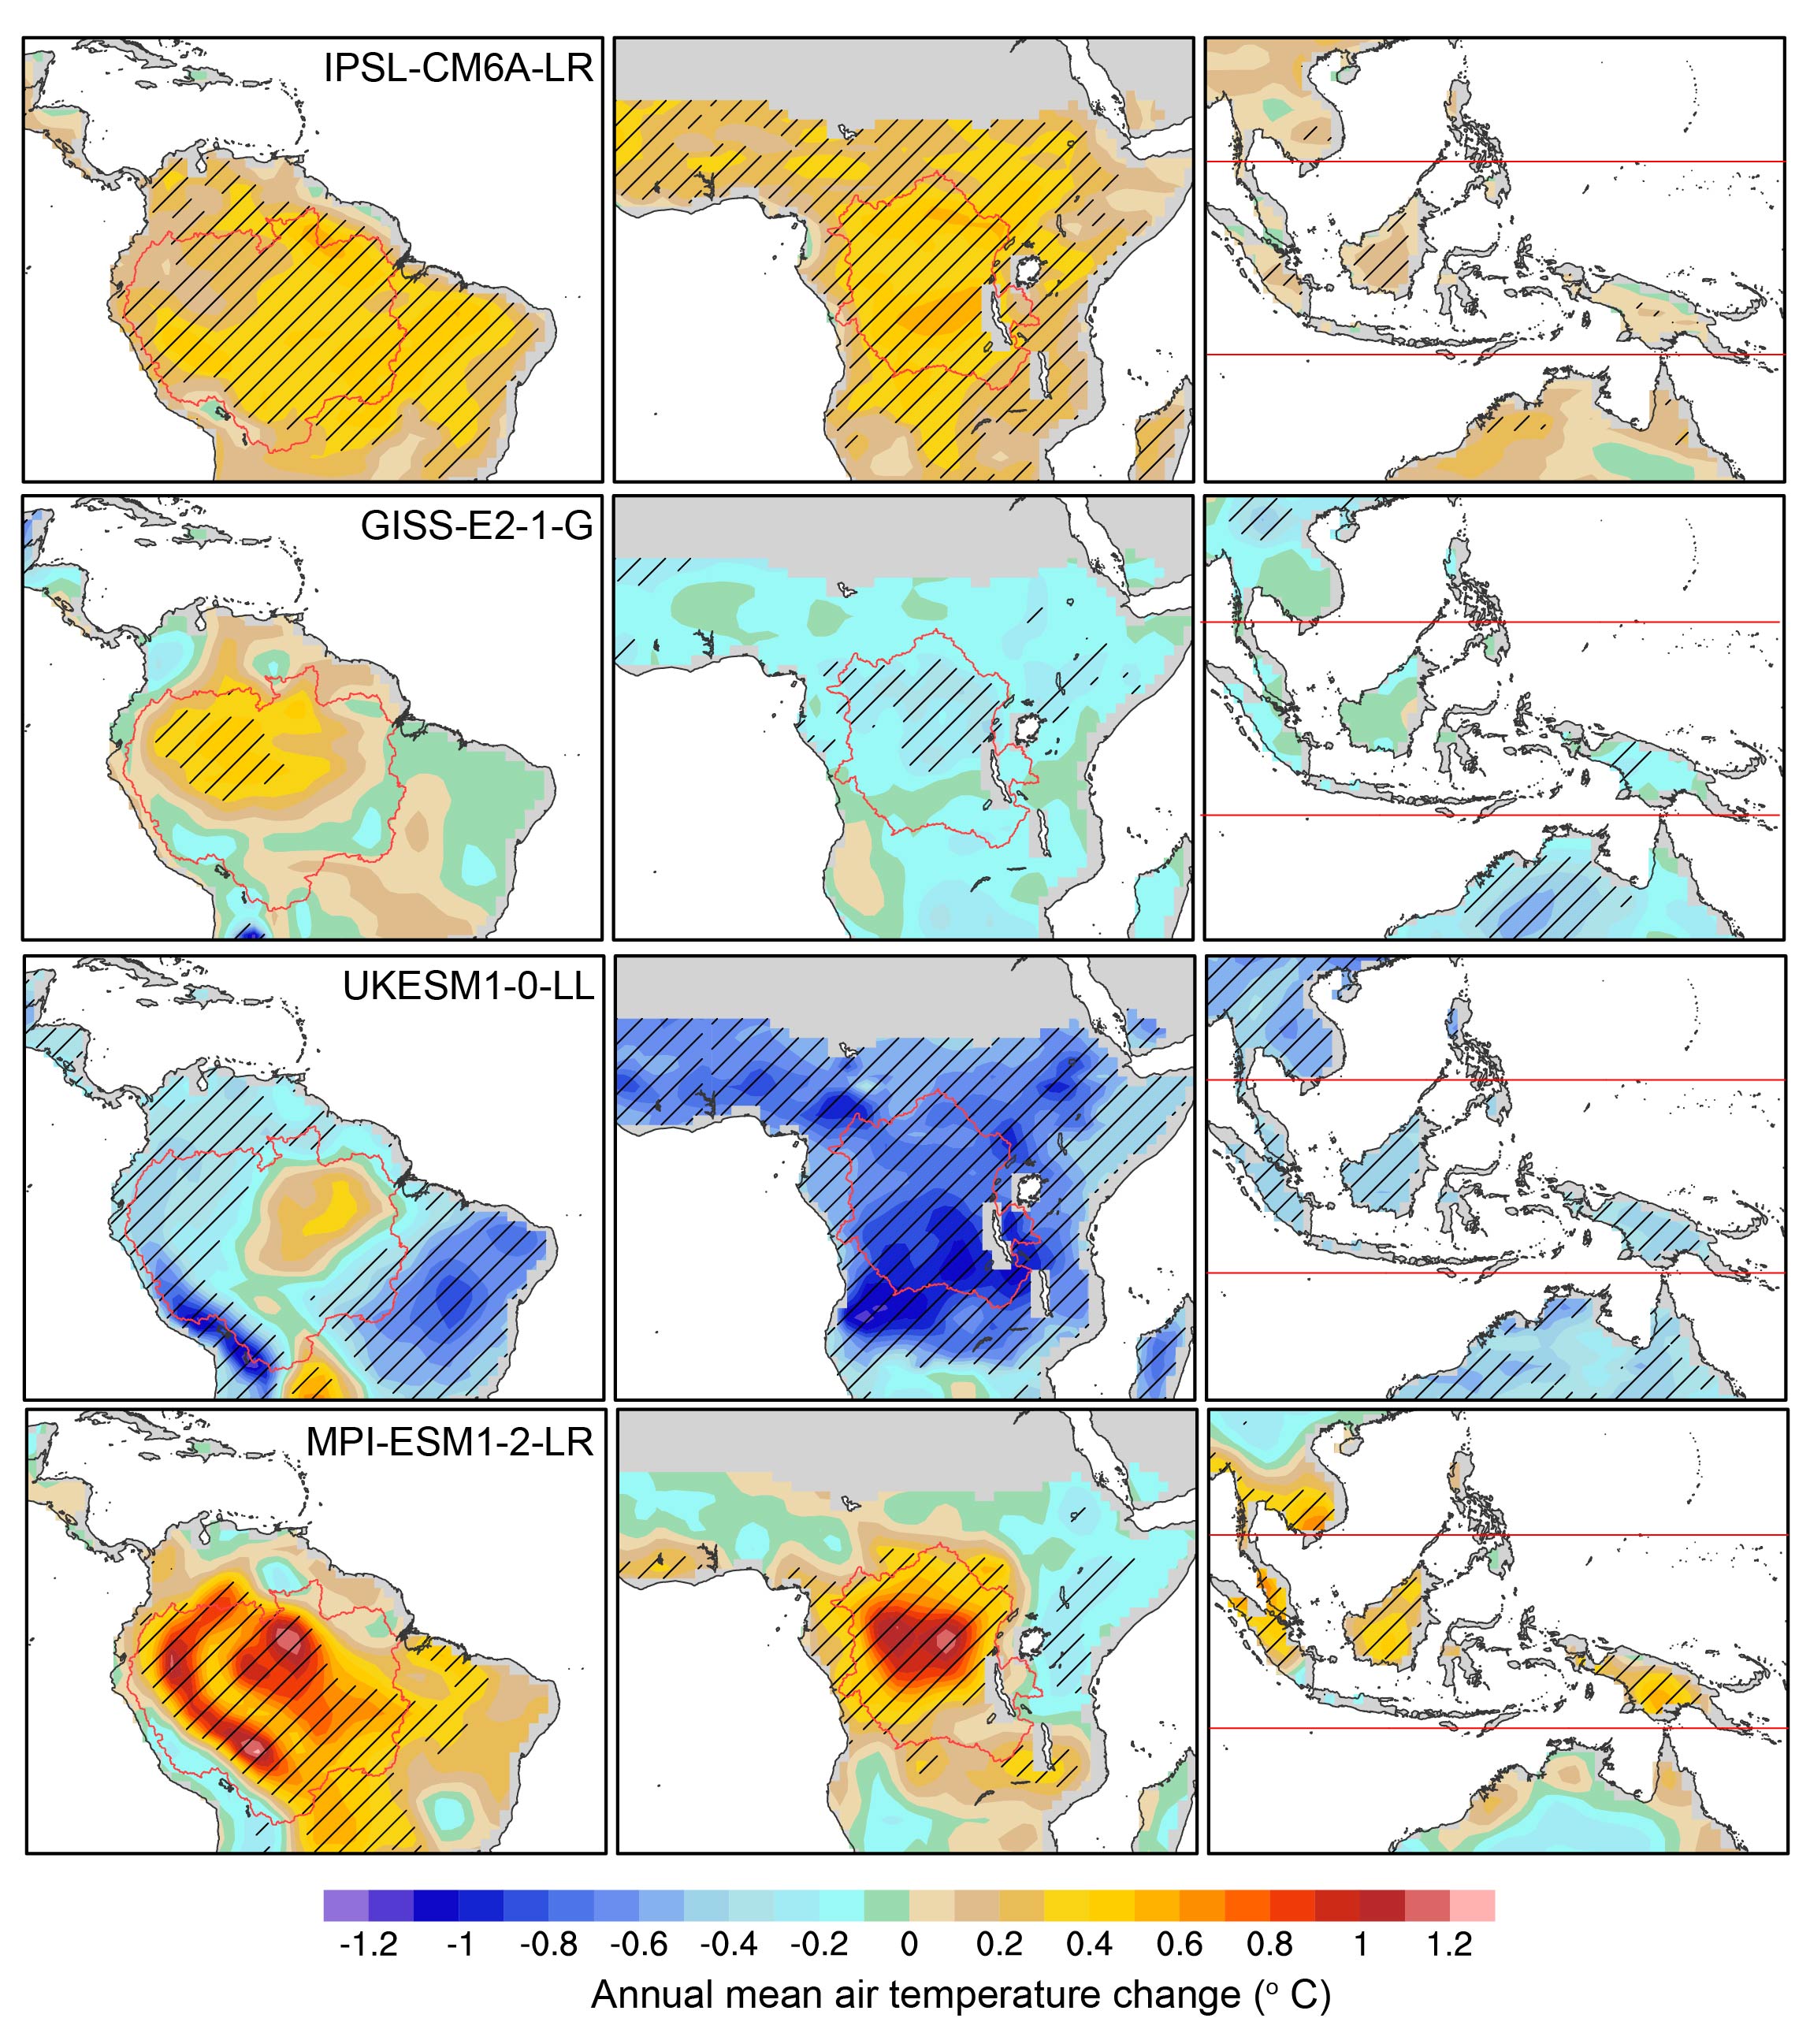 IPSL-CM6A-LR
GISS-E2-1-G
UKESM1-0-LL
MPI-ESM1-2-LR
-1.2 -1 -0.8 -0.6 -0.4 -0.2 0 0.2 0.4 0.6 0.8 1 1.2
Annual mean air temperature change (° C)